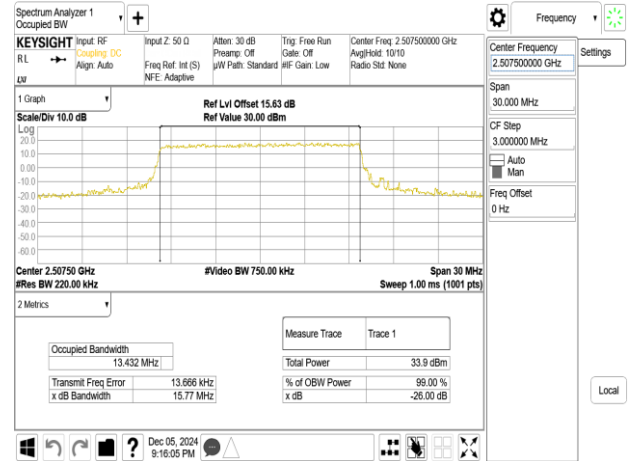 Spectrum Analyzer 1
Occupied BW
Frequency
KEYSIGHT
RL
LXI
Input: RF
Coupling: DC
Align: Auto
Input Z: 50 Ω
Freq Ref: Int (S)
NFE: Adaptive
Atten: 30 dB
Preamp: Off
µW Path: Standard
Trig: Free Run
Gate: Off
#IF Gain: Low
Center Freq: 2.507500000 GHz
Avg|Hold: 10/10
Radio Std: None
Center Frequency
2.507500000 GHz
Settings
Span
30.000 MHz
CF Step
3.000000 MHz
Auto
Man
Freq Offset
0 Hz
Local
1 Graph
Scale/Div 10.0 dB
Ref Lvl Offset 15.63 dB
Ref Value 30.00 dBm
Log
20.0
10.0
0.00
-10.0
-20.0
-30.0
-40.0
-50.0
-60.0
Center 2.50750 GHz
#Video BW 750.00 kHz
Span 30 MHz
#Res BW 220.00 kHz
Sweep 1.00 ms (1001 pts)
2 Metrics
Measure Trace
Trace 1
Occupied Bandwidth
13.432 MHz
Total Power
33.9 dBm
Transmit Freq Error
13.666 kHz
% of OBW Power
99.00 %
x dB Bandwidth
15.77 MHz
x dB
-26.00 dB
?
Dec 05, 2024
9:16:05 PM